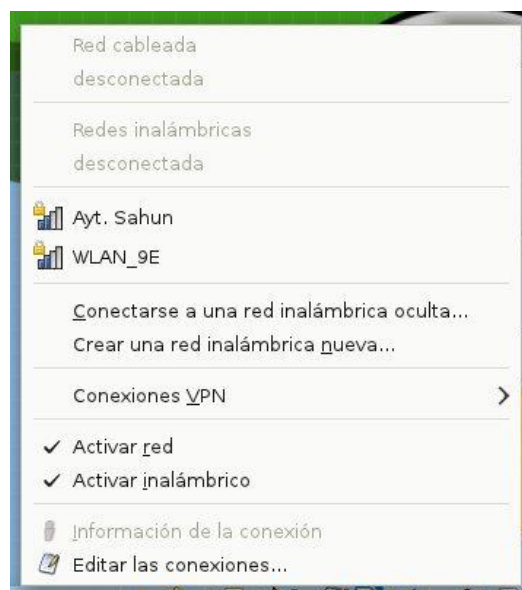 Red cableada
desconectada
Redes inalámbricas
desconectada
Ayt. Sahun
WLAN_9E
Conectarse a una red inalámbrica oculta...
Crear una red inalámbrica nueva...
Conexiones VPN
Activar red
Activar inalámbrico
Información de la conexión
Editar las conexiones...